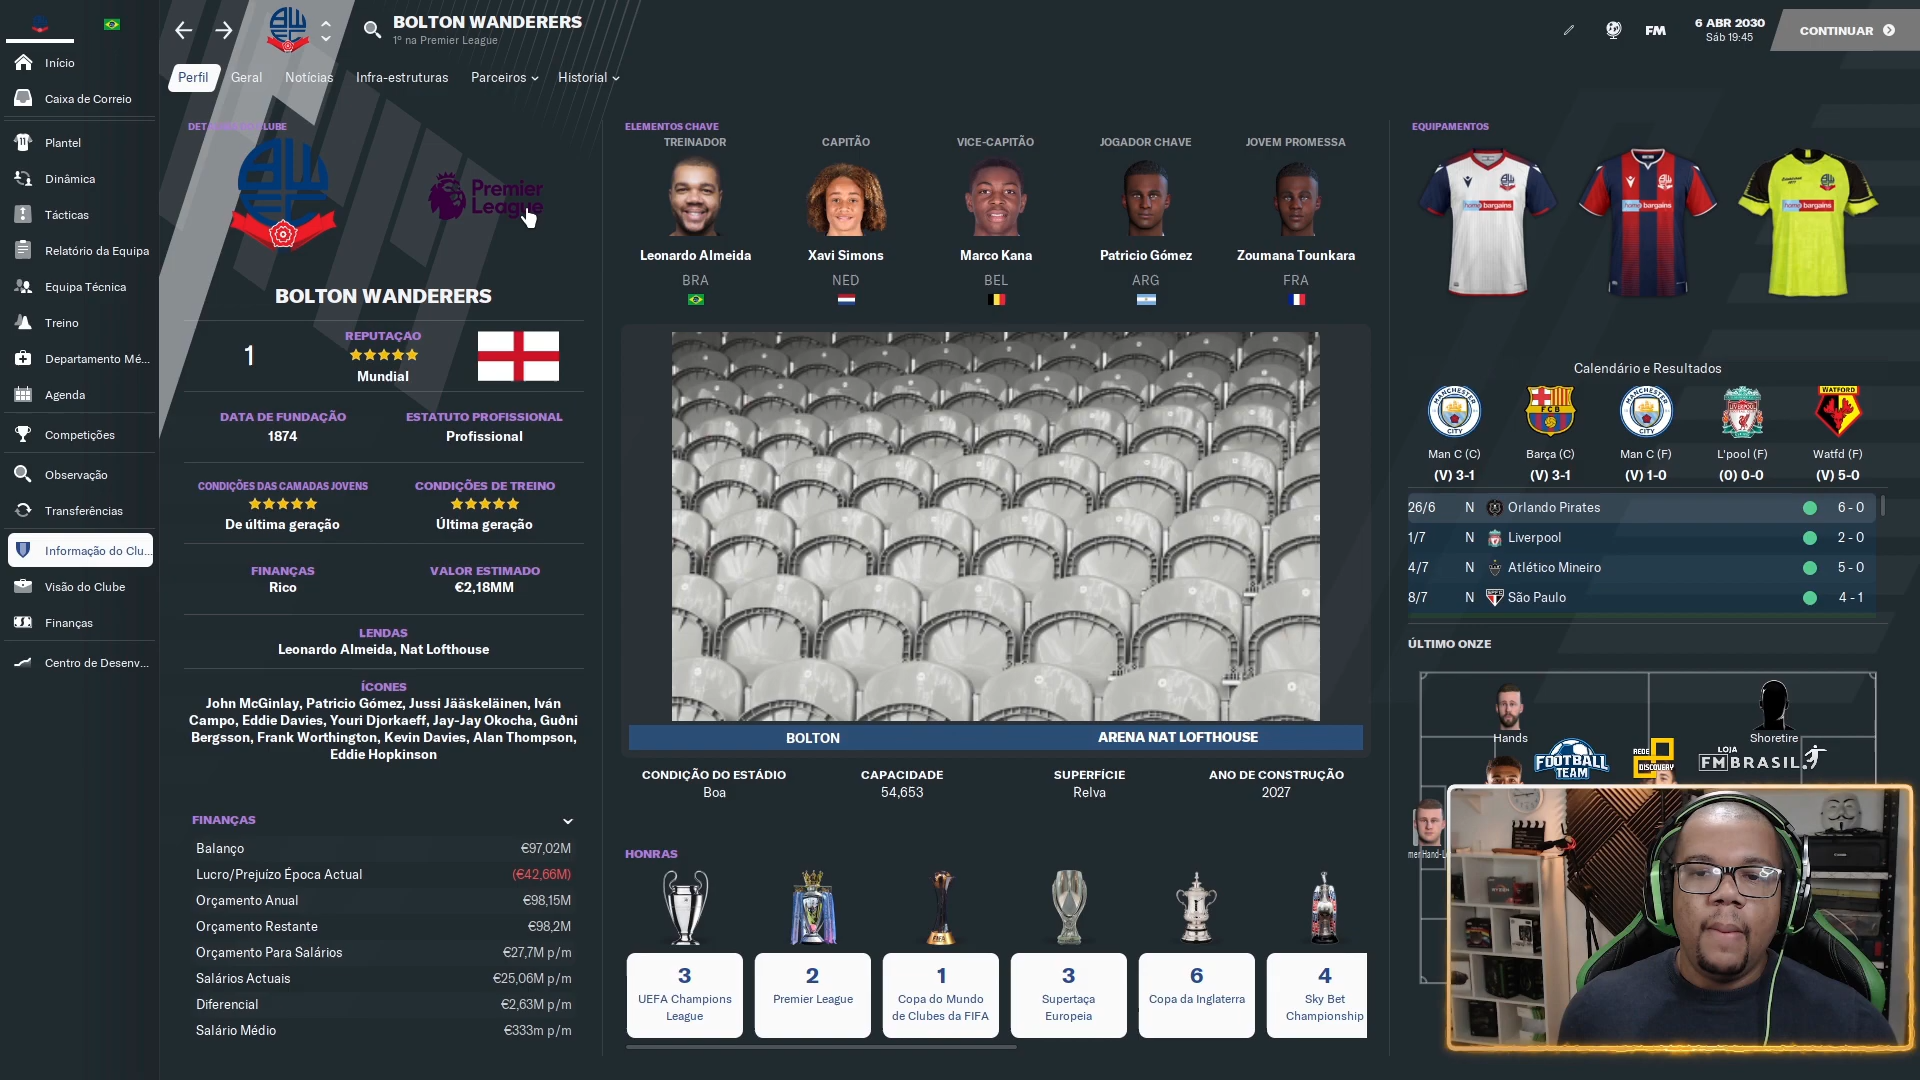 BOLTON WANDERERS
1º na Premier League
FM
6 ABR 2030
Sáb 19:45
CONTINUAR
Início
Caixa de Correio
Plantel
Dinâmica
Tácticas
Relatório da Equipa
Equipa Técnica
Treino
Departamento Mé...
Agenda
Competições
Observação
Transferências
Informação do Clu...
Visão do Clube
Finanças
Centro de Desenv...
Perfil
Geral
Notícias
Infra-estruturas
Parceiros
Historial
Premier
League
BOLTON WANDERERS
1
REPUTAÇÃO
Mundial
DATA DE FUNDAÇÃO
1874
ESTATUTO PROFISSIONAL
Profissional
CONDIÇÕES DAS CAMADAS JOVENS
De última geração
CONDIÇÕES DE TREINO
Última geração
FINANÇAS
Rico
VALOR ESTIMADO
€2,18MM
LENDAS
Leonardo Almeida, Nat Lofthouse
ÍCONES
John McGinlay, Patricio Gómez, Jussi Jääskeläinen, Iván
Campo, Eddie Davies, Youri Djorkaeff, Jay-Jay Okocha, Guðni
Bergsson, Frank Worthington, Kevin Davies, Alan Thompson,
Eddie Hopkinson
FINANÇAS
Balanço €97,02M
Lucro/Prejuízo Época Actual (€42,66M)
Orçamento Anual €98,15M
Orçamento Restante €98,2M
Orçamento Para Salários €27,7M p/m
Salários Actuais €25,06M p/m
Diferencial €2,63M p/m
Salário Médio €333m p/m
ELEMENTOS CHAVE
TREINADOR
Leonardo Almeida
BRA
CAPITÃO
Xavi Simons
NED
VICE-CAPITÃO
Marco Kana
BEL
JOGADOR CHAVE
Patricio Gómez
ARG
JOVEM PROMESSA
Zoumana Tounkara
FRA
BOLTON
ARENA NAT LOFTHOUSE
CONDIÇÃO DO ESTÁDIO
Boa
CAPACIDADE
54,653
SUPERFÍCIE
Relva
ANO DE CONSTRUÇÃO
2027
HONRAS
3
UEFA Champions
League
2
Premier League
1
Copa do Mundo
de Clubes da FIFA
3
Supertaça
Europeia
6
Copa da Inglaterra
4
Sky Bet
Championship
EQUIPAMENTOS
home bargains
home bargains
home bargains
Calendário e Resultados
WATFORD
Man C (C)
(V) 3-1
Barça (C)
(V) 3-1
Man C (F)
(V) 1-0
L'pool (F)
(O) 0-0
Watfd (F)
(V) 5-0
26/6 N Orlando Pirates 6 - 0
1/7 N Liverpool 2 - 0
4/7 N Atlético Mineiro 5 - 0
8/7 N São Paulo 4 - 1
ÚLTIMO ONZE
Hands
Shoretire
FOOTBALL
TEAM
REDE
DISCOVERY
LOJA
FMBRASIL